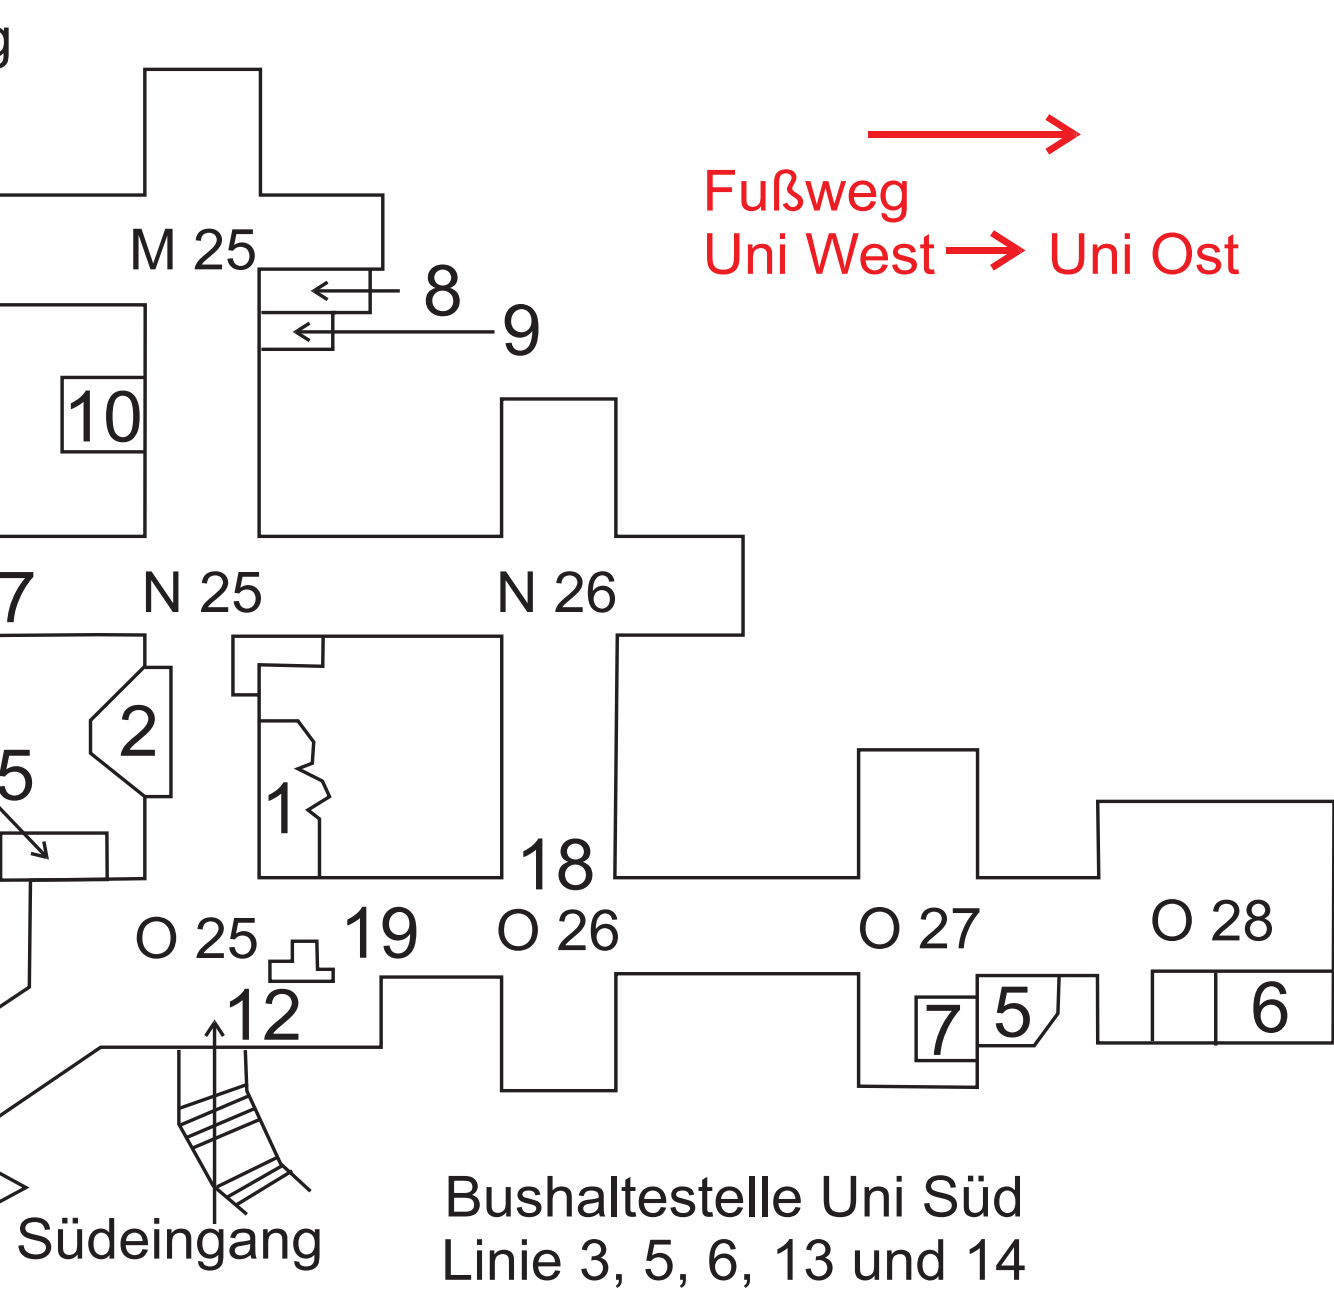 g
Fußweg
Uni West Uni Ost
M 25
8
9
10
7
N 25
N 26
2
5
1
18
19
O 25
O 26
O 27
O 28
12
7
5
6
Südeingang
Bushaltestelle Uni Süd
Linie 3, 5, 6, 13 und 14